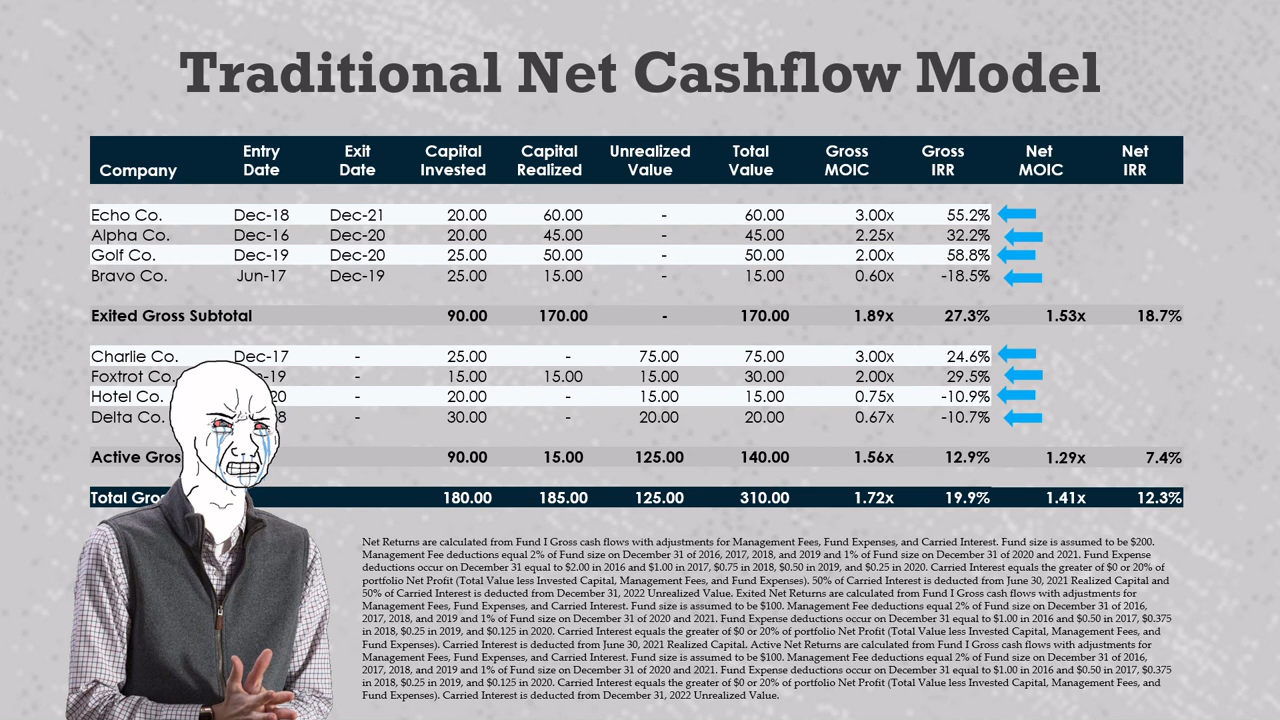 Traditional Net Cashflow Model
Company Entry Date Exit Date Capital Invested Capital Realized Unrealized Value Total Value Gross MOIC Gross IRR Net MOIC Net IRR
Echo Co. Dec-18 Dec-21 20.00 60.00 - 60.00 3.00x 55.2%
Alpha Co. Dec-16 Dec-20 20.00 45.00 - 45.00 2.25x 32.2%
Golf Co. Dec-19 Dec-20 25.00 50.00 - 50.00 2.00x 58.8%
Bravo Co. Jun-17 Dec-19 25.00 15.00 - 15.00 0.60x -18.5%
Exited Gross Subtotal 90.00 170.00 - 170.00 1.89x 27.3% 1.53x 18.7%
Charlie Co. Dec-17 - 25.00 - 75.00 75.00 3.00x 24.6%
Foxtrot Co. -19 - 15.00 15.00 15.00 30.00 2.00x 29.5%
Hotel Co. 20 - 20.00 - 15.00 15.00 0.75x -10.9%
Delta Co. 8 - 30.00 - 20.00 20.00 0.67x -10.7%
Active Gros 90.00 15.00 125.00 140.00 1.56x 12.9% 1.29x 7.4%
Total Gro 180.00 185.00 125.00 310.00 1.72x 19.9% 1.41x 12.3%
Net Returns are calculated from Fund I Gross cash flows with adjustments for Management Fees, Fund Expenses, and Carried Interest. Fund size is assumed to be $200.
Management Fee deductions equal 2% of Fund size on December 31 of 2016, 2017, 2018, and 2019 and 1% of Fund size on December 31 of 2020 and 2021. Fund Expense
deductions occur on December 31 equal to $2.00 in 2016 and $1.00 in 2017, $0.75 in 2018, $0.50 in 2019, and $0.25 in 2020. Carried Interest equals the greater of $0 or 20% of
portfolio Net Profit (Total Value less Invested Capital, Management Fees, and Fund Expenses). 50% of Carried Interest is deducted from June 30, 2021 Realized Capital and
50% of Carried Interest is deducted from December 31, 2022 Unrealized Value. Exited Net Returns are calculated from Fund I Gross cash flows with adjustments for
Management Fees, Fund Expenses, and Carried Interest. Fund size is assumed to be $100. Management Fee deductions equal 2% of Fund size on December 31 of 2016,
2017, 2018, and 2019 and 1% of Fund size on December 31 of 2020 and 2021. Fund Expense deductions occur on December 31 equal to $1.00 in 2016 and $0.50 in 2017, $0.375
in 2018, $0.25 in 2019, and $0.125 in 2020. Carried Interest equals the greater of $0 or 20% of portfolio Net Profit (Total Value less Invested Capital, Management Fees, and
Fund Expenses). Carried Interest is deducted from June 30, 2021 Realized Capital. Active Net Returns are calculated from Fund I Gross cash flows with adjustments for
Management Fees, Fund Expenses, and Carried Interest. Fund size is assumed to be $100. Management Fee deductions equal 2% of Fund size on December 31 of 2016,
2017, 2018, and 2019 and 1% of Fund size on December 31 of 2020 and 2021. Fund Expense deductions occur on December 31 equal to $1.00 in 2016 and $0.50 in 2017, $0.375
in 2018, $0.25 in 2019, and $0.125 in 2020. Carried Interest equals the greater of $0 or 20% of portfolio Net Profit (Total Value less Invested Capital, Management Fees, and
Fund Expenses). Carried Interest is deducted from December 31, 2022 Unrealized Value.